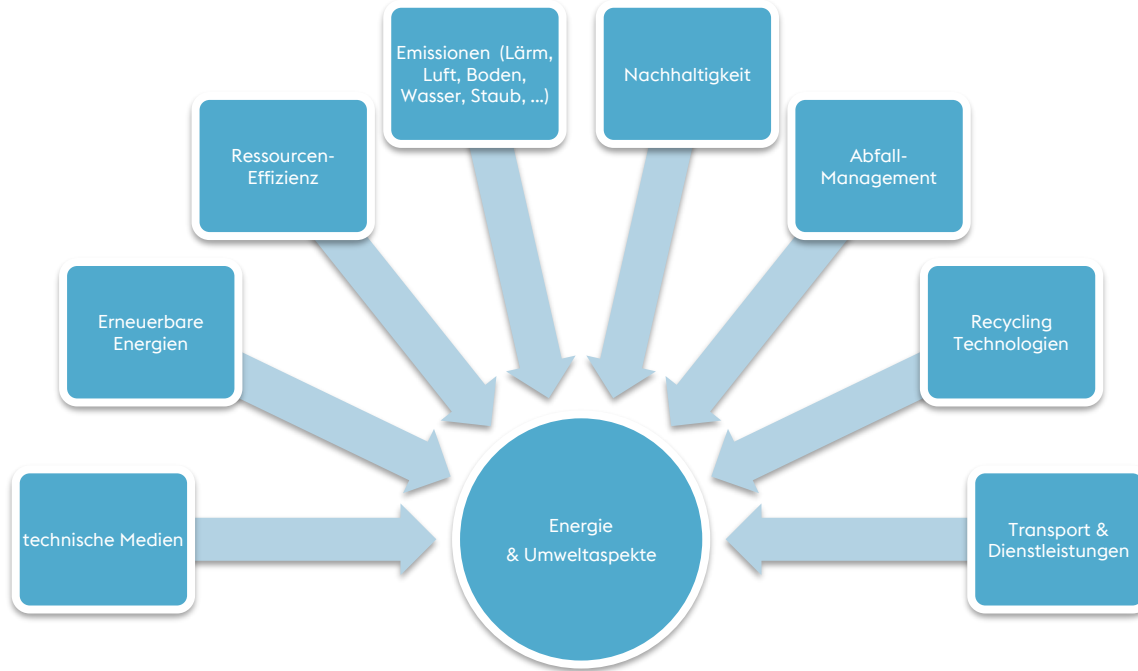 Emissionen (Lärm,
Luft, Boden,
Wasser, Staub, ...)
Nachhaltigkeit
Ressourcen-
Effizienz
Abfall-
Management
Erneuerbare
Energien
Recycling
Technologien
technische Medien
Energie
& Umweltaspekte
Transport &
Dienstleistungen